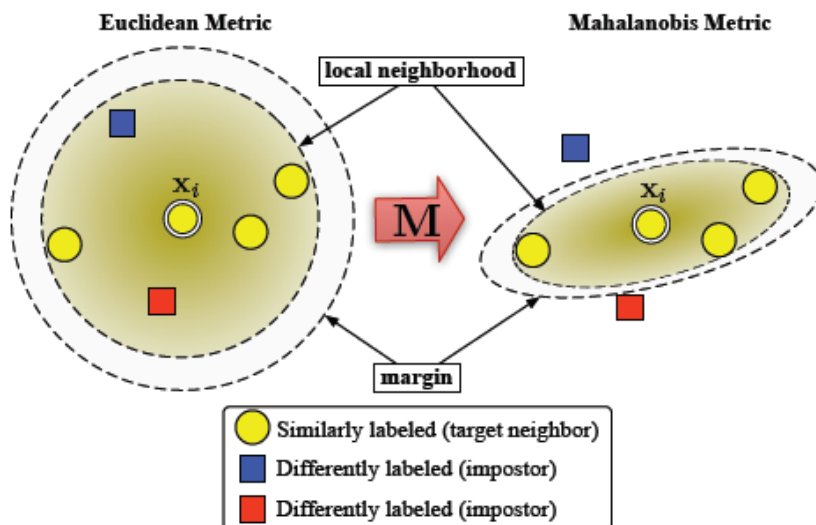 Euclidean Metric
Mahalanobis Metric
local neighborhood
xᵢ
xᵢ
M
margin
Similarly labeled (target neighbor)
Differently labeled (impostor)
Differently labeled (impostor)